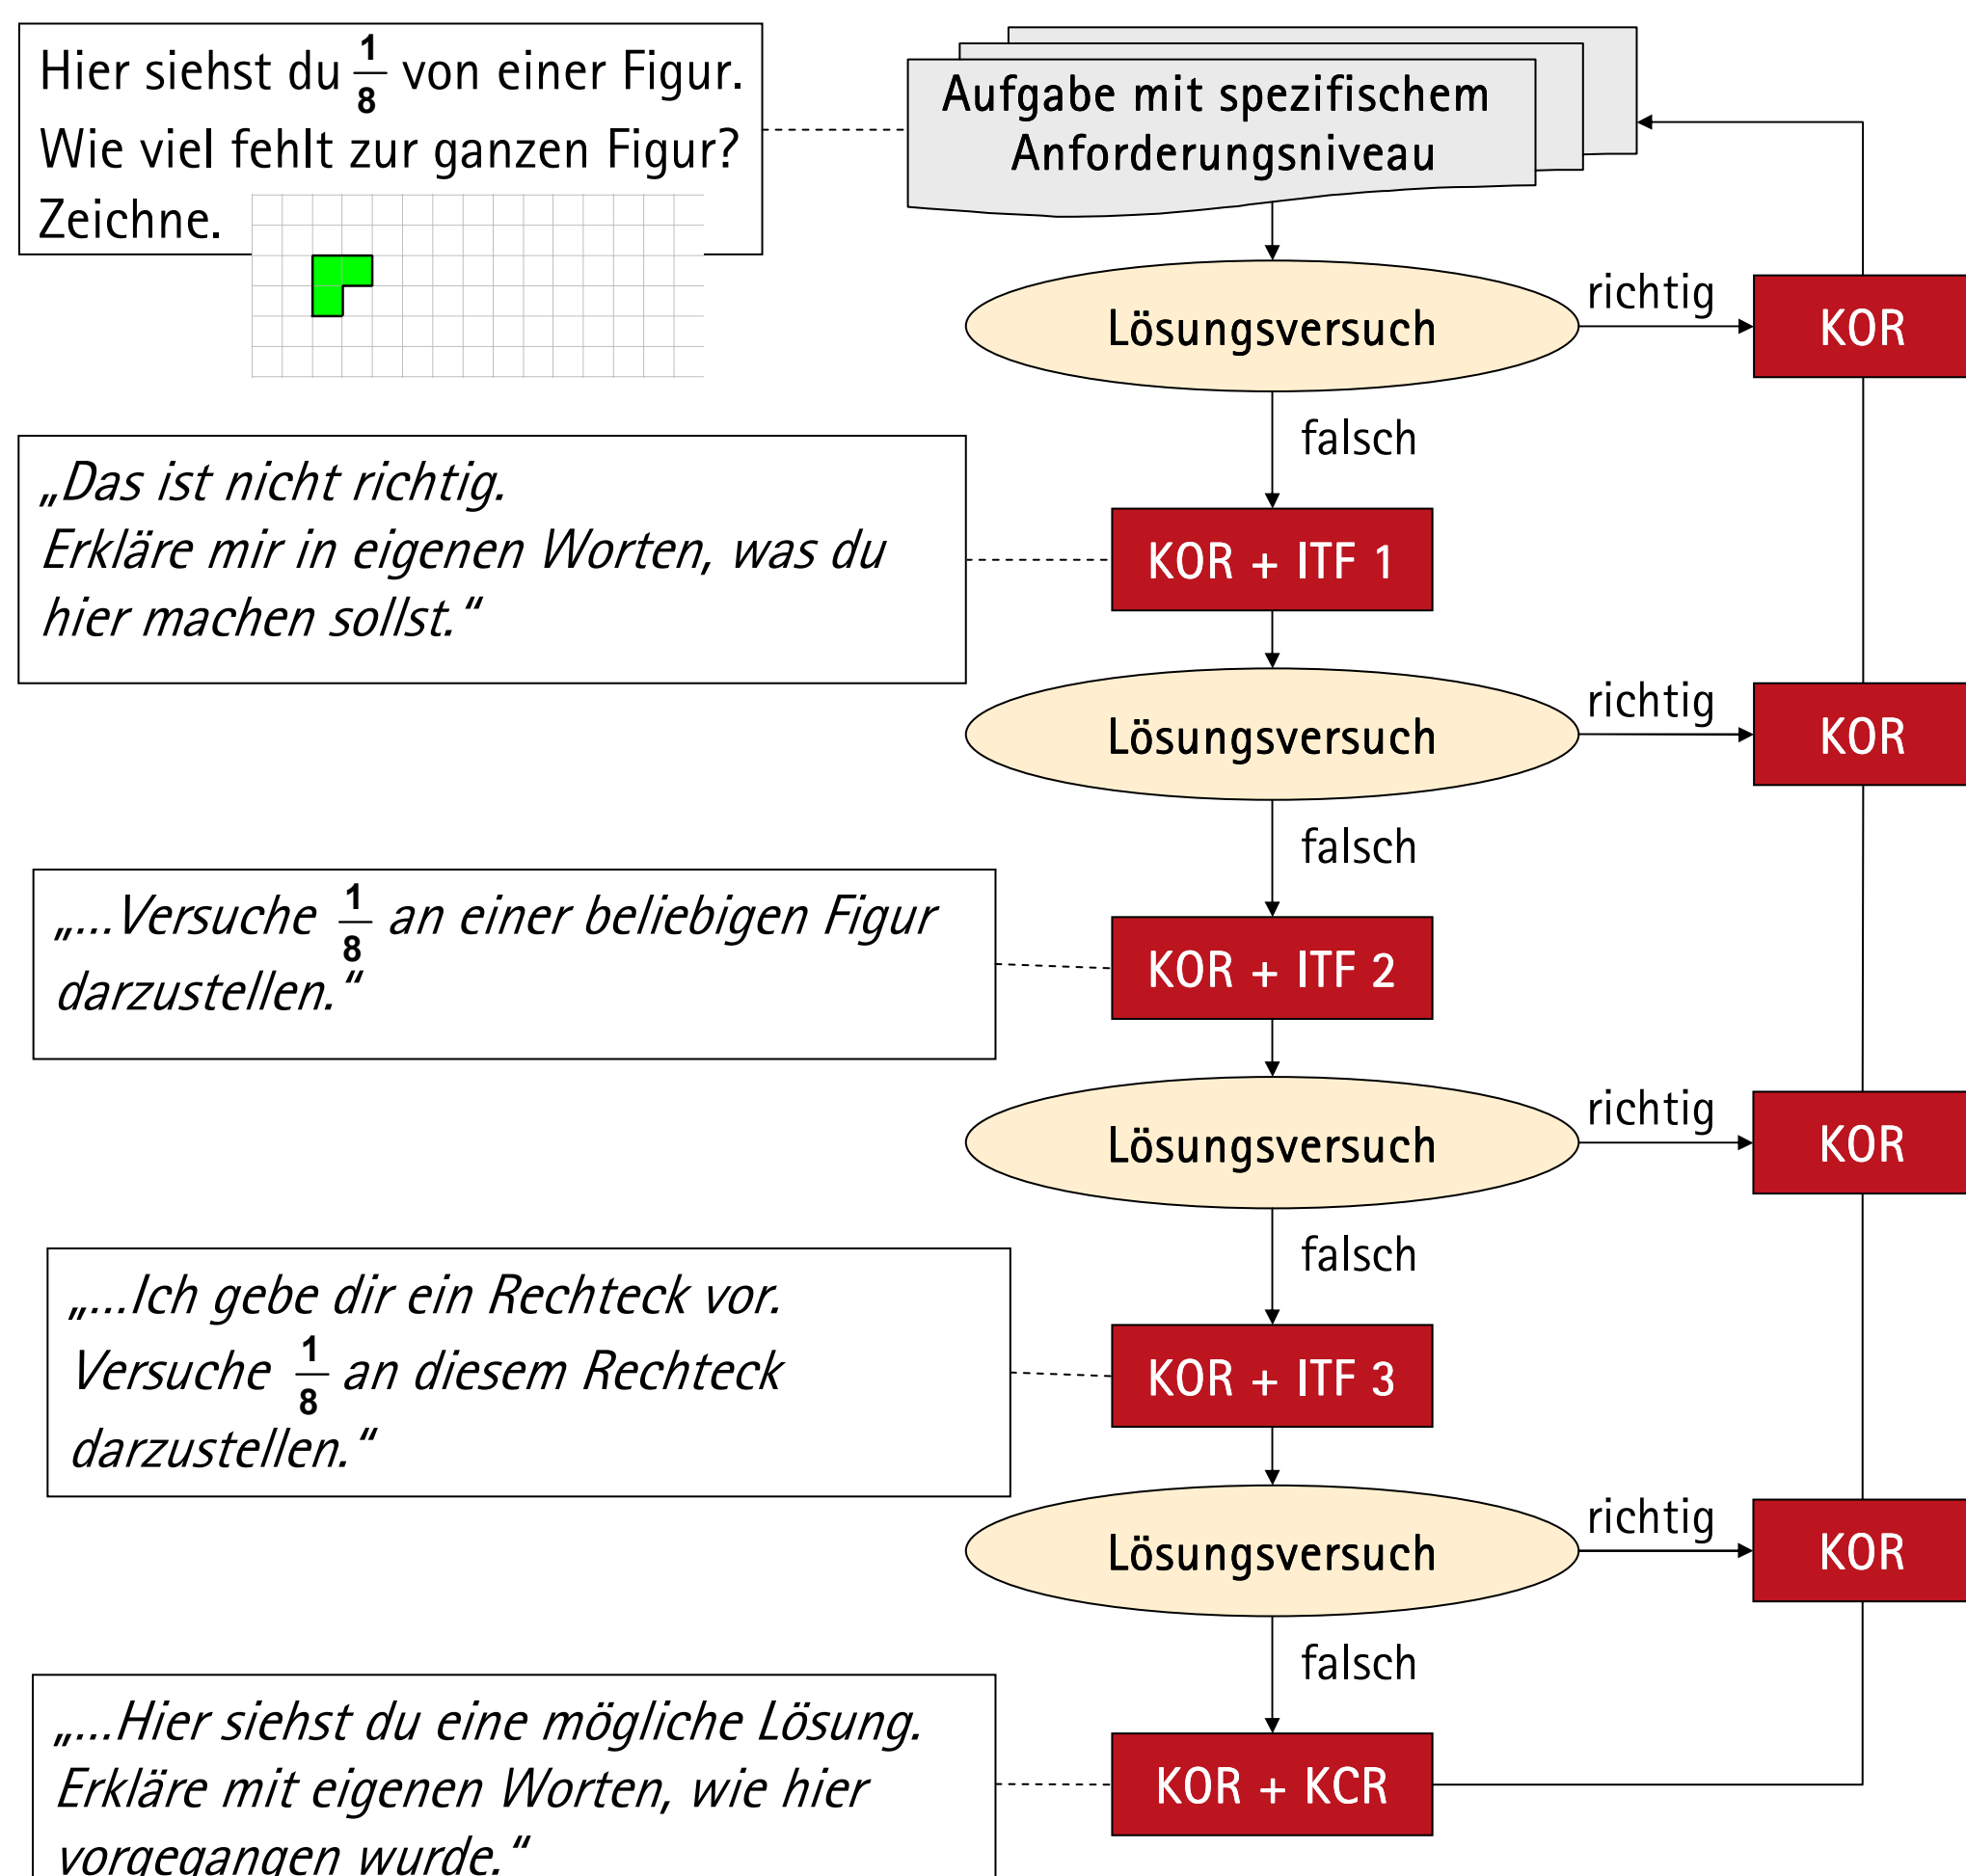 Hier siehst du 1/8 von einer Figur.
Wie viel fehlt zur ganzen Figur?
Zeichne.
Aufgabe mit spezifischem
Anforderungsniveau
Lösungsversuch
richtig
KOR
falsch
„Das ist nicht richtig.
Erkläre mir in eigenen Worten, was du
hier machen sollst.“
KOR + ITF 1
Lösungsversuch
richtig
KOR
falsch
„...Versuche 1/8 an einer beliebigen Figur
darzustellen.“
KOR + ITF 2
Lösungsversuch
richtig
KOR
falsch
„...Ich gebe dir ein Rechteck vor.
Versuche 1/8 an diesem Rechteck
darzustellen.“
KOR + ITF 3
Lösungsversuch
richtig
KOR
falsch
„...Hier siehst du eine mögliche Lösung.
Erkläre mit eigenen Worten, wie hier
vorgegangen wurde.“
KOR + KCR